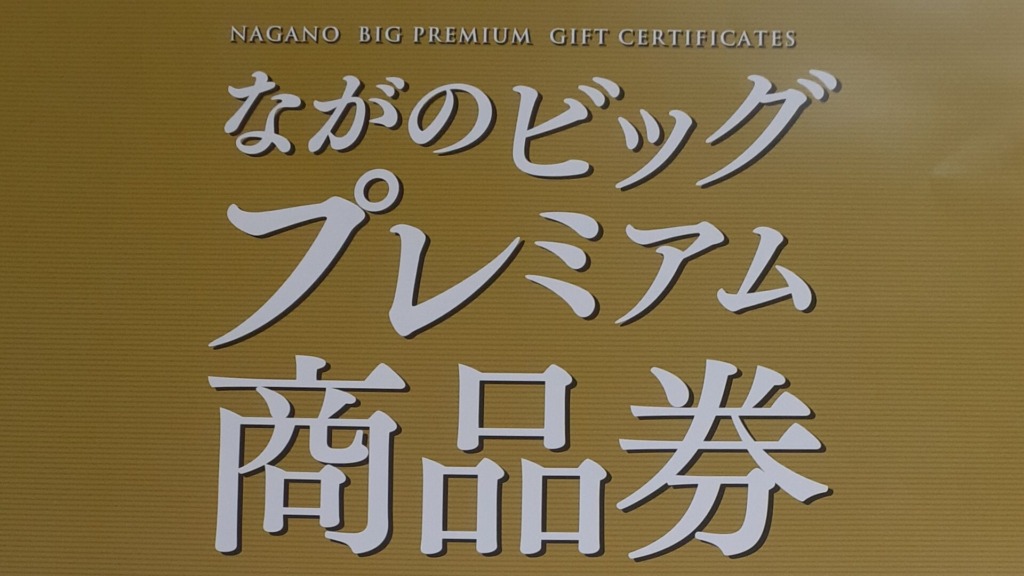 NAGANO BIG PREMIUM GIFT CERTIFICATES
ながのビッグ
プレミアム
商品券